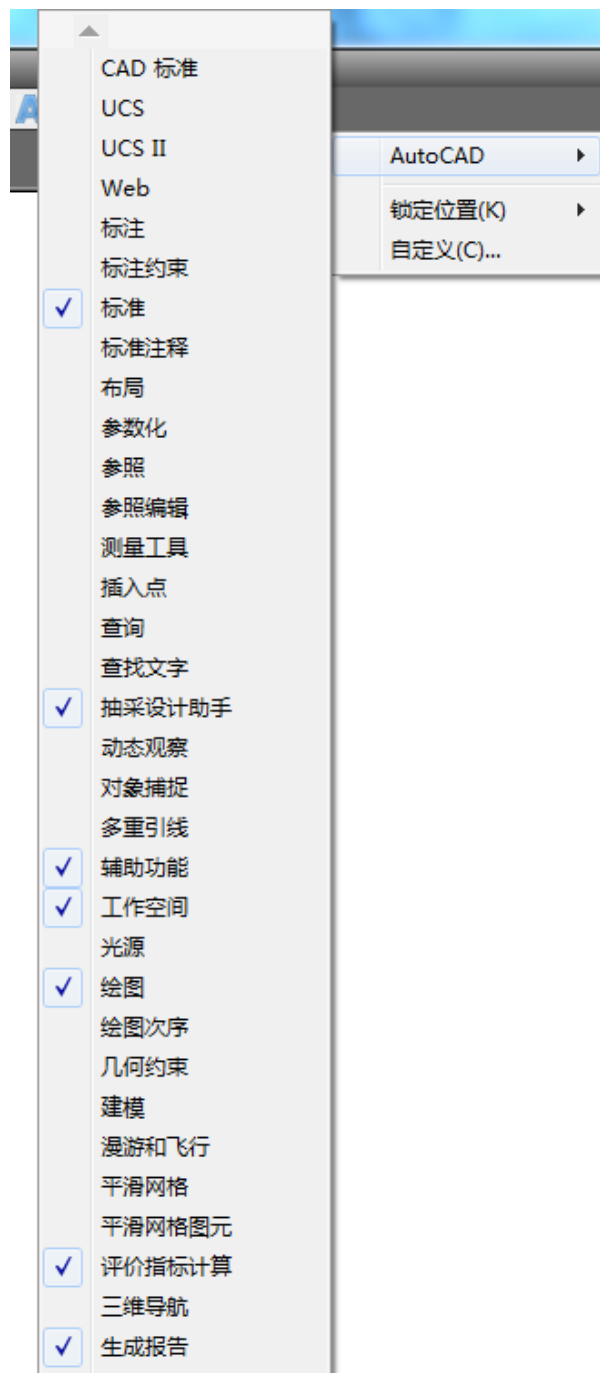 CAD 标准
UCS
UCS II
Web
标注
标注约束
标准
标准注释
布局
参数化
参照
参照编辑
测量工具
插入点
查询
查找文字
抽采设计助手
动态观察
对象捕捉
多重引线
辅助功能
工作空间
光源
绘图
绘图次序
几何约束
建模
漫游和飞行
平滑网格
平滑网格图元
评价指标计算
三维导航
生成报告
AutoCAD
锁定位置(K)
自定义(C)...